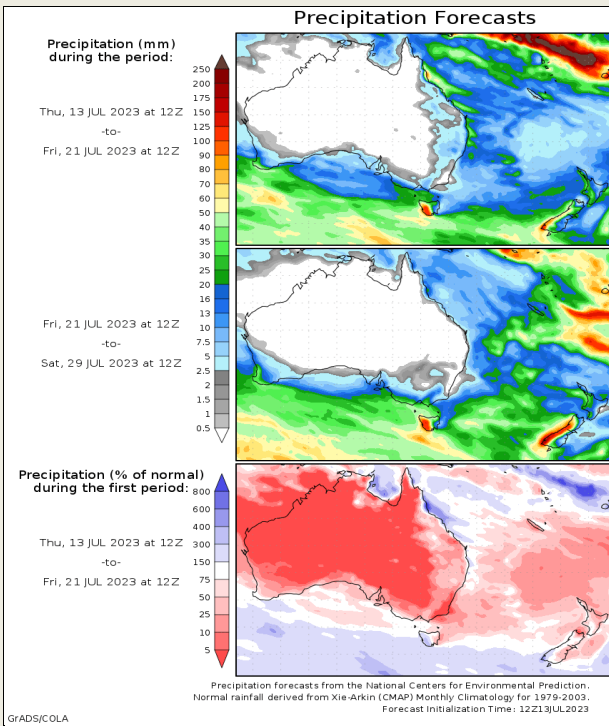 Precipitation Forecasts
Precipitation (mm)
during the period:
Thu, 13 JUL 2023 at 12Z
-to-
Fri, 21 JUL 2023 at 12Z
250
200
175
150
125
100
90
80
70
60
50
40
35
30
25
20
16
13
10
7.5
5
2.5
2
1.5
1
0.5
Fri, 21 JUL 2023 at 12Z
-to-
Sat, 29 JUL 2023 at 12Z
Precipitation (% of normal)
during the first period:
Thu, 13 JUL 2023 at 12Z
-to-
Fri, 21 JUL 2023 at 12Z
800
600
400
300
150
75
50
25
10
5
Precipitation forecasts from the National Centers for Environmental Prediction.
Normal rainfall derived from Xie-Arkin (CMAP) Monthly Climatology for 1979-2003.
Forecast Initialization Time: 12Z13JUL2023
GrADS/COLA